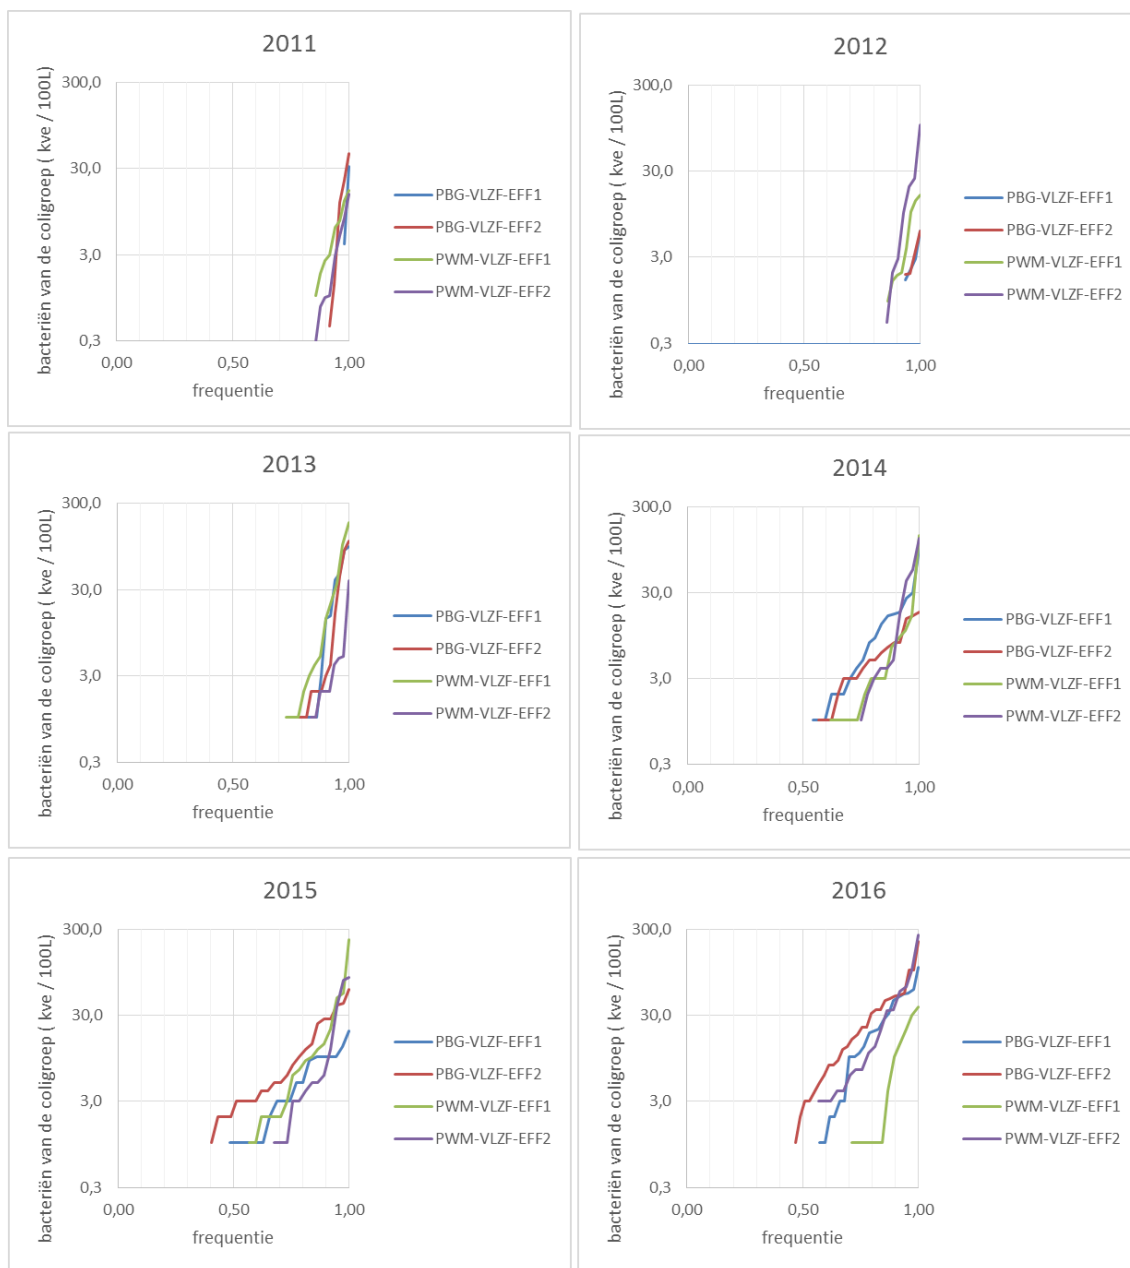 2011
bacteriën van de coligroep ( kve / 100L)
300,0
30,0
3,0
0,3
0,00
0,50
1,00
frequentie
PBG-VLZF-EFF1
PBG-VLZF-EFF2
PWM-VLZF-EFF1
PWM-VLZF-EFF2
2012
bacteriën van de coligroep ( kve / 100L)
300,0
30,0
3,0
0,3
0,00
0,50
1,00
frequentie
PBG-VLZF-EFF1
PBG-VLZF-EFF2
PWM-VLZF-EFF1
PWM-VLZF-EFF2
2013
bacteriën van de coligroep ( kve / 100L)
300,0
30,0
3,0
0,3
0,00
0,50
1,00
frequentie
PBG-VLZF-EFF1
PBG-VLZF-EFF2
PWM-VLZF-EFF1
PWM-VLZF-EFF2
2014
bacteriën van de coligroep ( kve / 100L)
300,0
30,0
3,0
0,3
0,00
0,50
1,00
frequentie
PBG-VLZF-EFF1
PBG-VLZF-EFF2
PWM-VLZF-EFF1
PWM-VLZF-EFF2
2015
bacteriën van de coligroep ( kve / 100L)
300,0
30,0
3,0
0,3
0,00
0,50
1,00
frequentie
PBG-VLZF-EFF1
PBG-VLZF-EFF2
PWM-VLZF-EFF1
PWM-VLZF-EFF2
2016
bacteriën van de coligroep ( kve / 100L)
300,0
30,0
3,0
0,3
0,00
0,50
1,00
frequentie
PBG-VLZF-EFF1
PBG-VLZF-EFF2
PWM-VLZF-EFF1
PWM-VLZF-EFF2